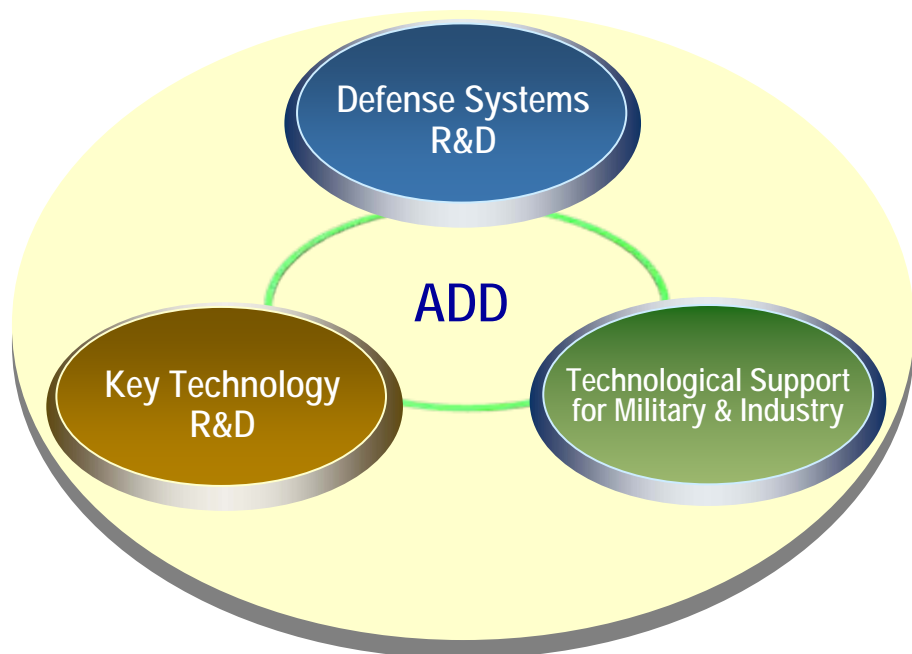 Defense Systems
R&D
ADD
Key Technology
R&D
Technological Support
for Military & Industry